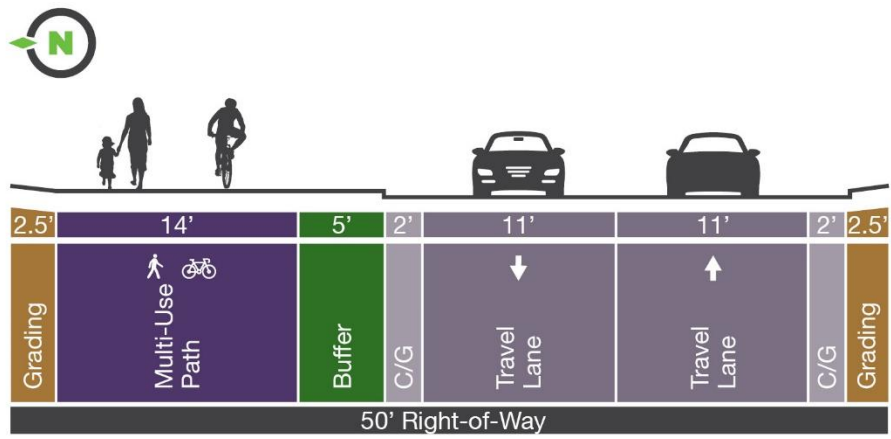 N
2.5' 14' 5' 2' 11' 11' 2' 2.5'
Grading
Multi-Use
Path
Buffer
C/G
Travel
Lane
Travel
Lane
C/G
Grading
50' Right-of-Way